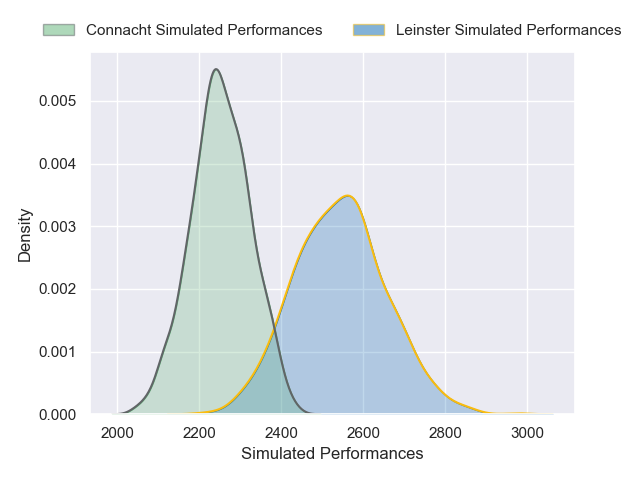 Connacht Simulated Performances
Leinster Simulated Performances
0.005
0.004
0.003
0.002
0.001
0.000
Density
2000 2200 2400 2600 2800 3000
Simulated Performances